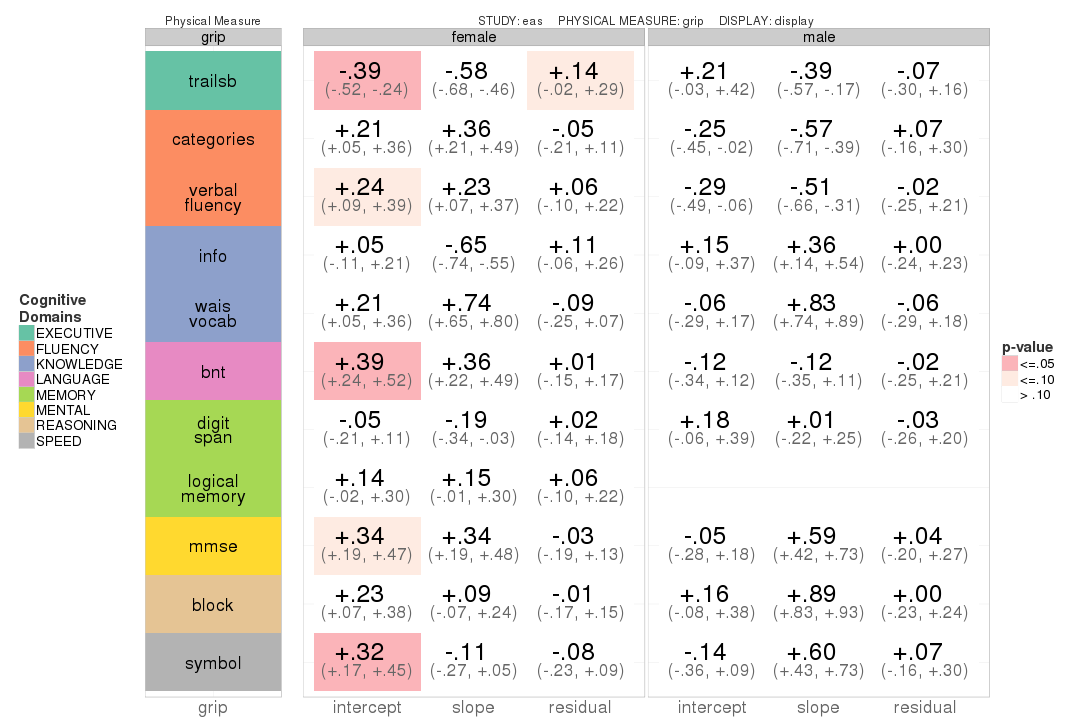 Physical Measure
STUDY: eas PHYSICAL MEASURE: grip DISPLAY: display
grip female male
trailsb -.39 -.58 +.14 +.21 -.39 -.07
(-.52, -.24) (-.68, -.46) (-.02, +.29) (-.03, +.42) (-.57, -.17) (-.30, +.16)
categories +.21 +.36 -.05 -.25 -.57 +.07
(+.05, +.36) (+.21, +.49) (-.21, +.11) (-.45, -.02) (-.71, -.39) (-.16, +.30)
verbal
fluency
+.24 +.23 +.06 -.29 -.51 -.02
(+.09, +.39) (+.07, +.37) (-.10, +.22) (-.49, -.06) (-.66, -.31) (-.25, +.21)
info +.05 -.65 +.11 +.15 +.36 +.00
(-.11, +.21) (-.74, -.55) (-.06, +.26) (-.09, +.37) (+.14, +.54) (-.24, +.23)
wais
vocab
+.21 +.74 -.09 -.06 +.83 -.06
(+.05, +.36) (+.65, +.80) (-.25, +.07) (-.29, +.17) (+.74, +.89) (-.29, +.18)
bnt +.39 +.36 +.01 -.12 -.12 -.02
(+.24, +.52) (+.22, +.49) (-.15, +.17) (-.34, +.12) (-.35, +.11) (-.25, +.21)
digit
span
-.05 -.19 +.02 +.18 +.01 -.03
(-.21, +.11) (-.34, -.03) (-.14, +.18) (-.06, +.39) (-.22, +.25) (-.26, +.20)
logical
memory
+.14 +.15 +.06
(-.02, +.30) (-.01, +.30) (-.10, +.22)
mmse +.34 +.34 -.03 -.05 +.59 +.04
(+.19, +.47) (+.19, +.48) (-.19, +.13) (-.28, +.18) (+.42, +.73) (-.20, +.27)
block +.23 +.09 -.01 +.16 +.89 +.00
(+.07, +.38) (-.07, +.24) (-.17, +.15) (-.08, +.38) (+.83, +.93) (-.23, +.24)
symbol +.32 -.11 -.08 -.14 +.60 +.07
(+.17, +.45) (-.27, +.05) (-.23, +.09) (-.36, +.09) (+.43, +.73) (-.16, +.30)
grip intercept slope residual intercept slope residual
Cognitive
Domains
EXECUTIVE
FLUENCY
KNOWLEDGE
LANGUAGE
MEMORY
MENTAL
REASONING
SPEED
p-value
<=.05
<=.10
> .10